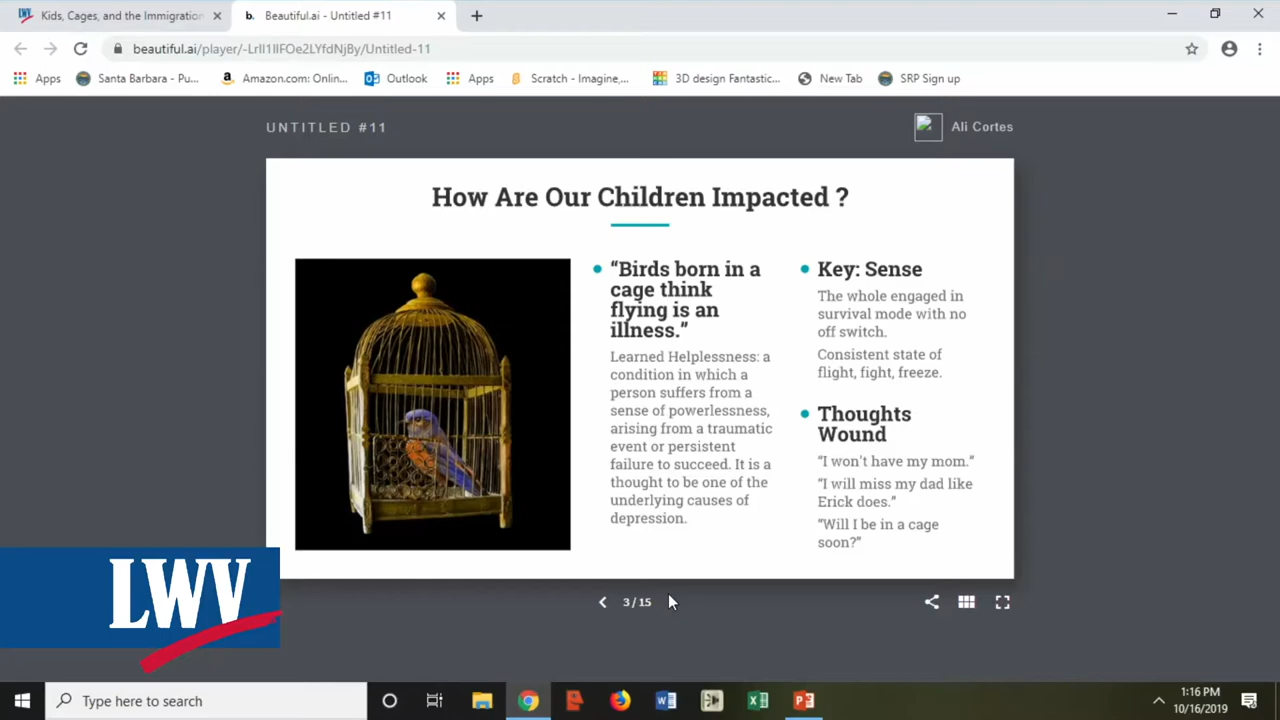 Kids, Cages, and the Immigration
Beautiful.ai - Untitled #11
beautiful.ai/player/-LrlI1IIFOe2LYfdNjBy/Untitled-11
Apps
Santa Barbara - Pu...
Amazon.com: Onlin...
Outlook
Apps
Scratch - Imagine,...
3D design Fantastic...
New Tab
SRP Sign up
UNTITLED #11
Ali Cortes
How Are Our Children Impacted ?
“Birds born in a
cage think
flying is an
illness.”
Learned Helplessness: a
condition in which a
person suffers from a
sense of powerlessness,
arising from a traumatic
event or persistent
failure to succeed. It is a
thought to be one of the
underlying causes of
depression.
Key: Sense
The whole engaged in
survival mode with no
off switch.
Consistent state of
flight, fight, freeze.
Thoughts
Wound
“I won't have my mom.”
“I will miss my dad like
Erick does.”
“Will I be in a cage
soon?”
3 / 15
LWV
Type here to search
1:16 PM
10/16/2019